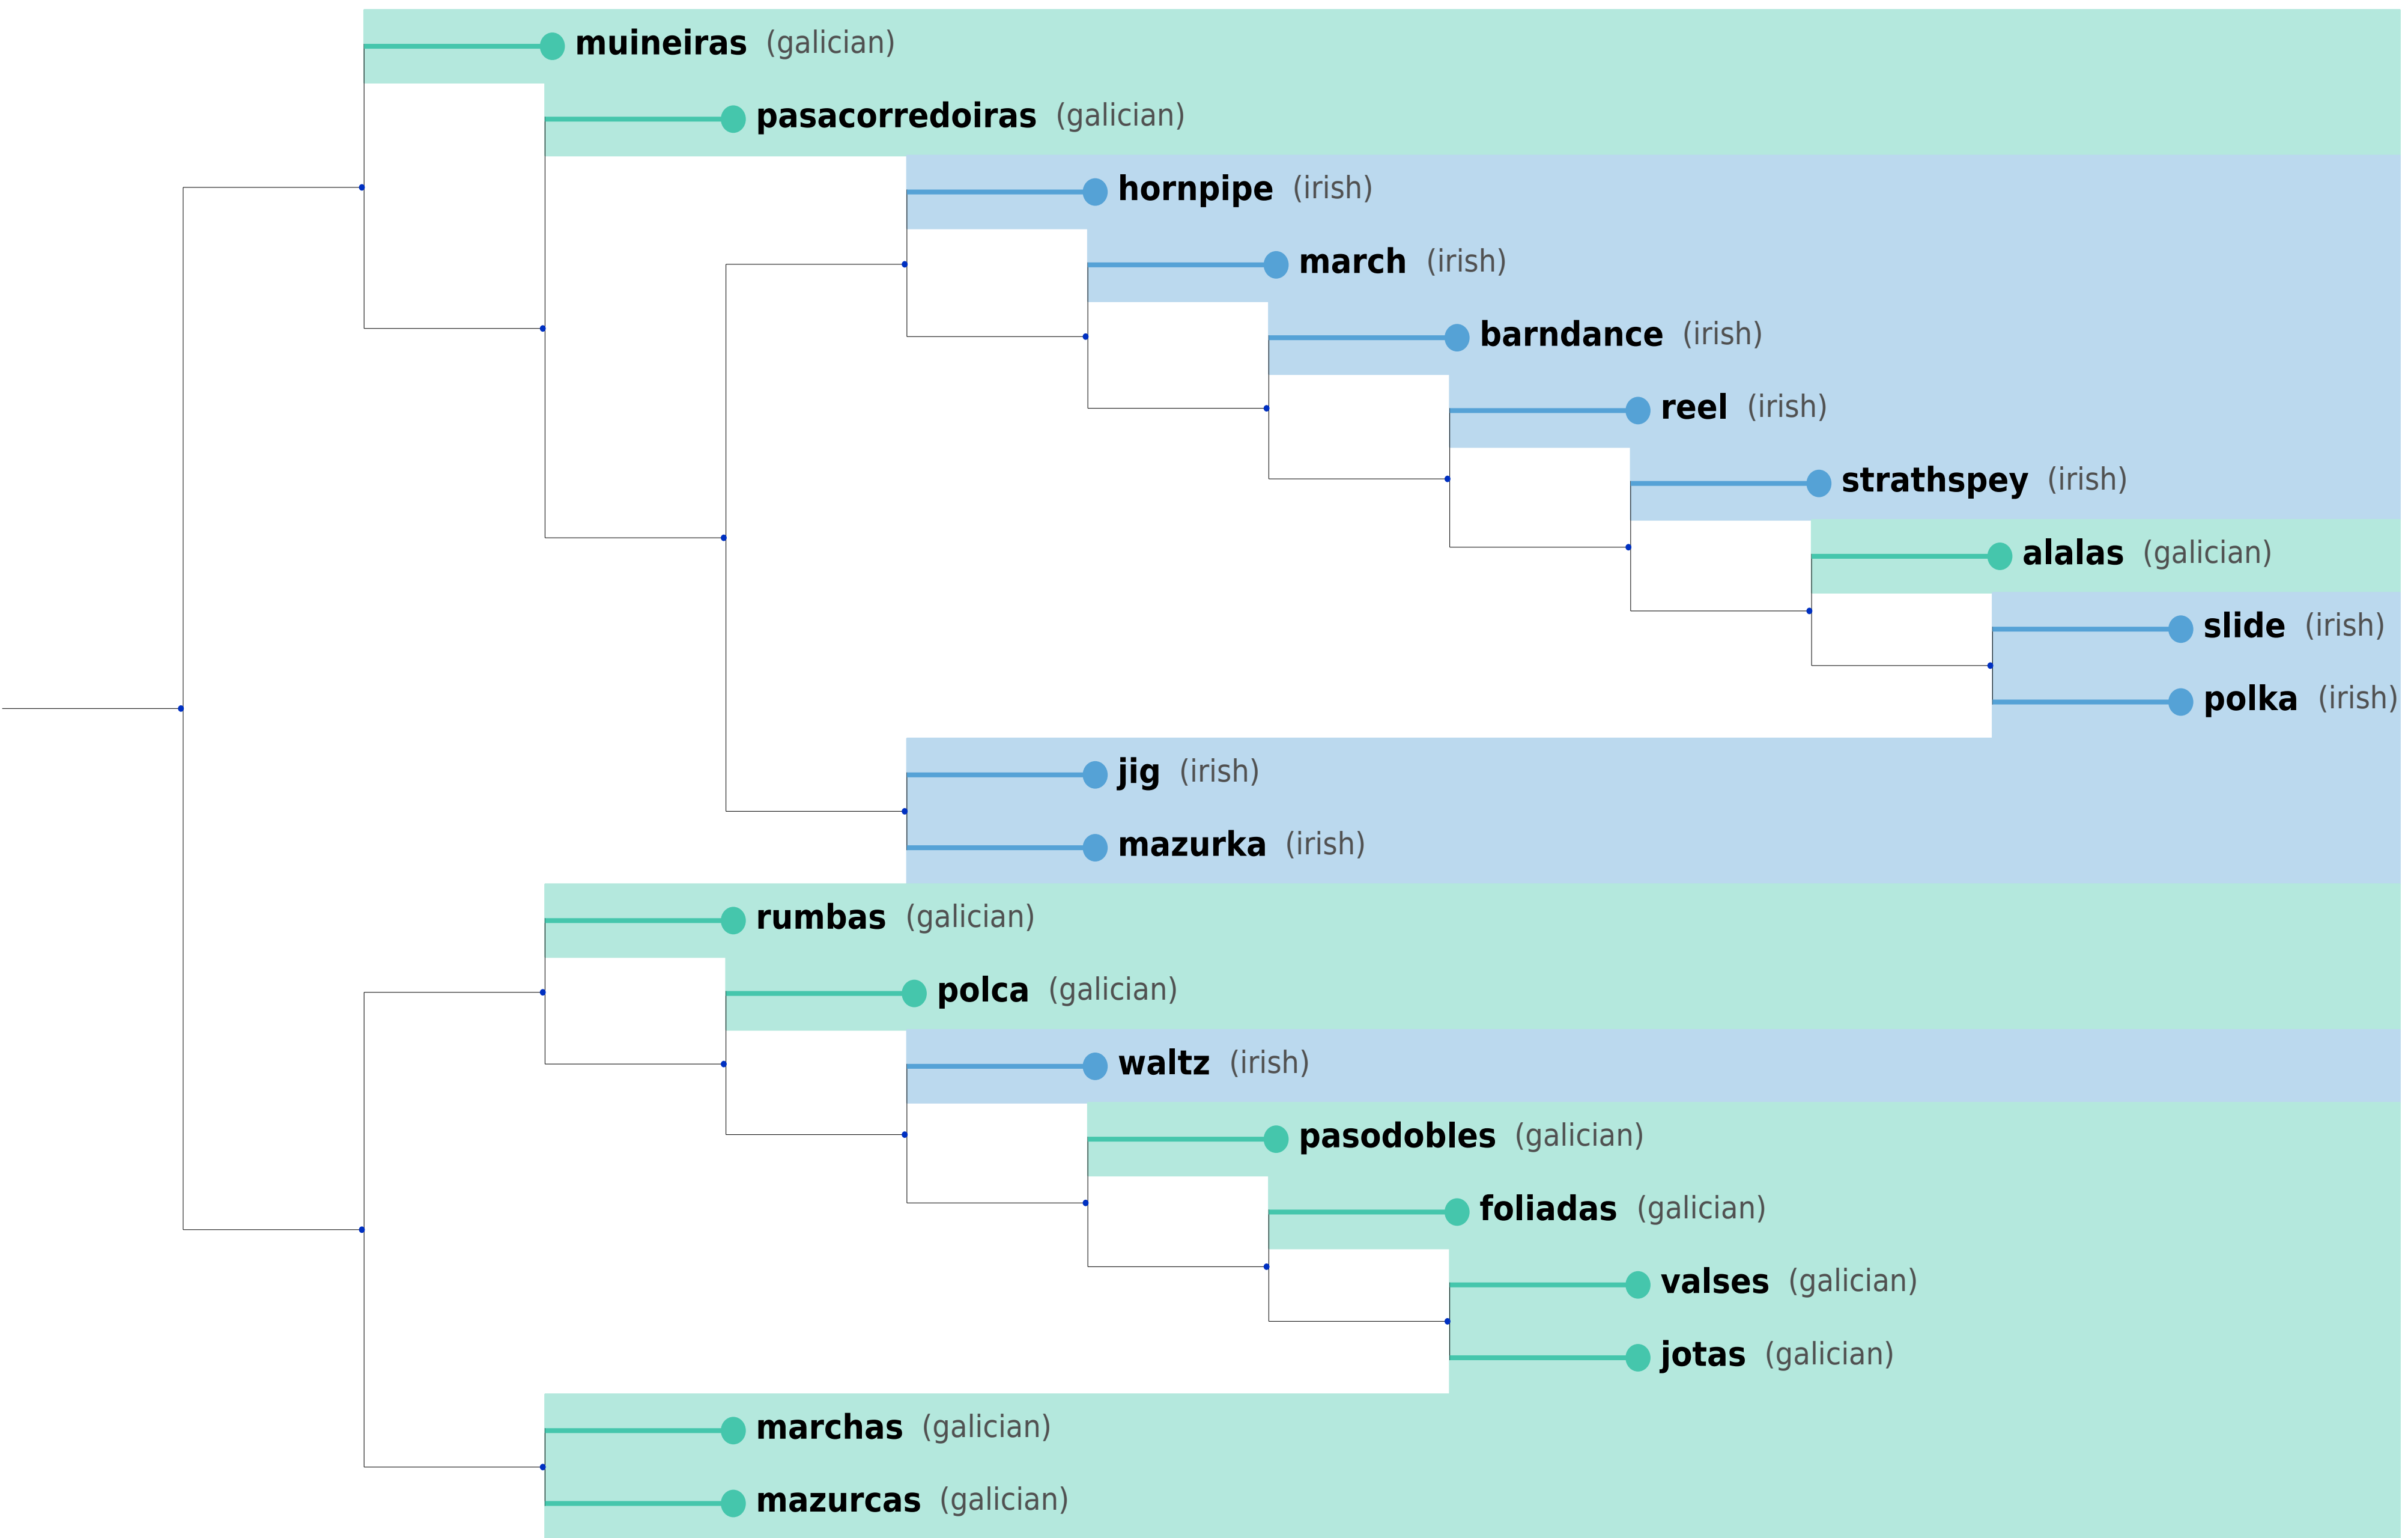 muineiras (galician)
pasacorredoiras (galician)
hornpipe (irish)
march (irish)
barndance (irish)
reel (irish)
strathspey (irish)
alalas (galician)
slide (irish)
polka (irish)
jig (irish)
mazurka (irish)
rumbas (galician)
polca (galician)
waltz (irish)
pasodobles (galician)
foliadas (galician)
valses (galician)
jotas (galician)
marchas (galician)
mazurcas (galician)